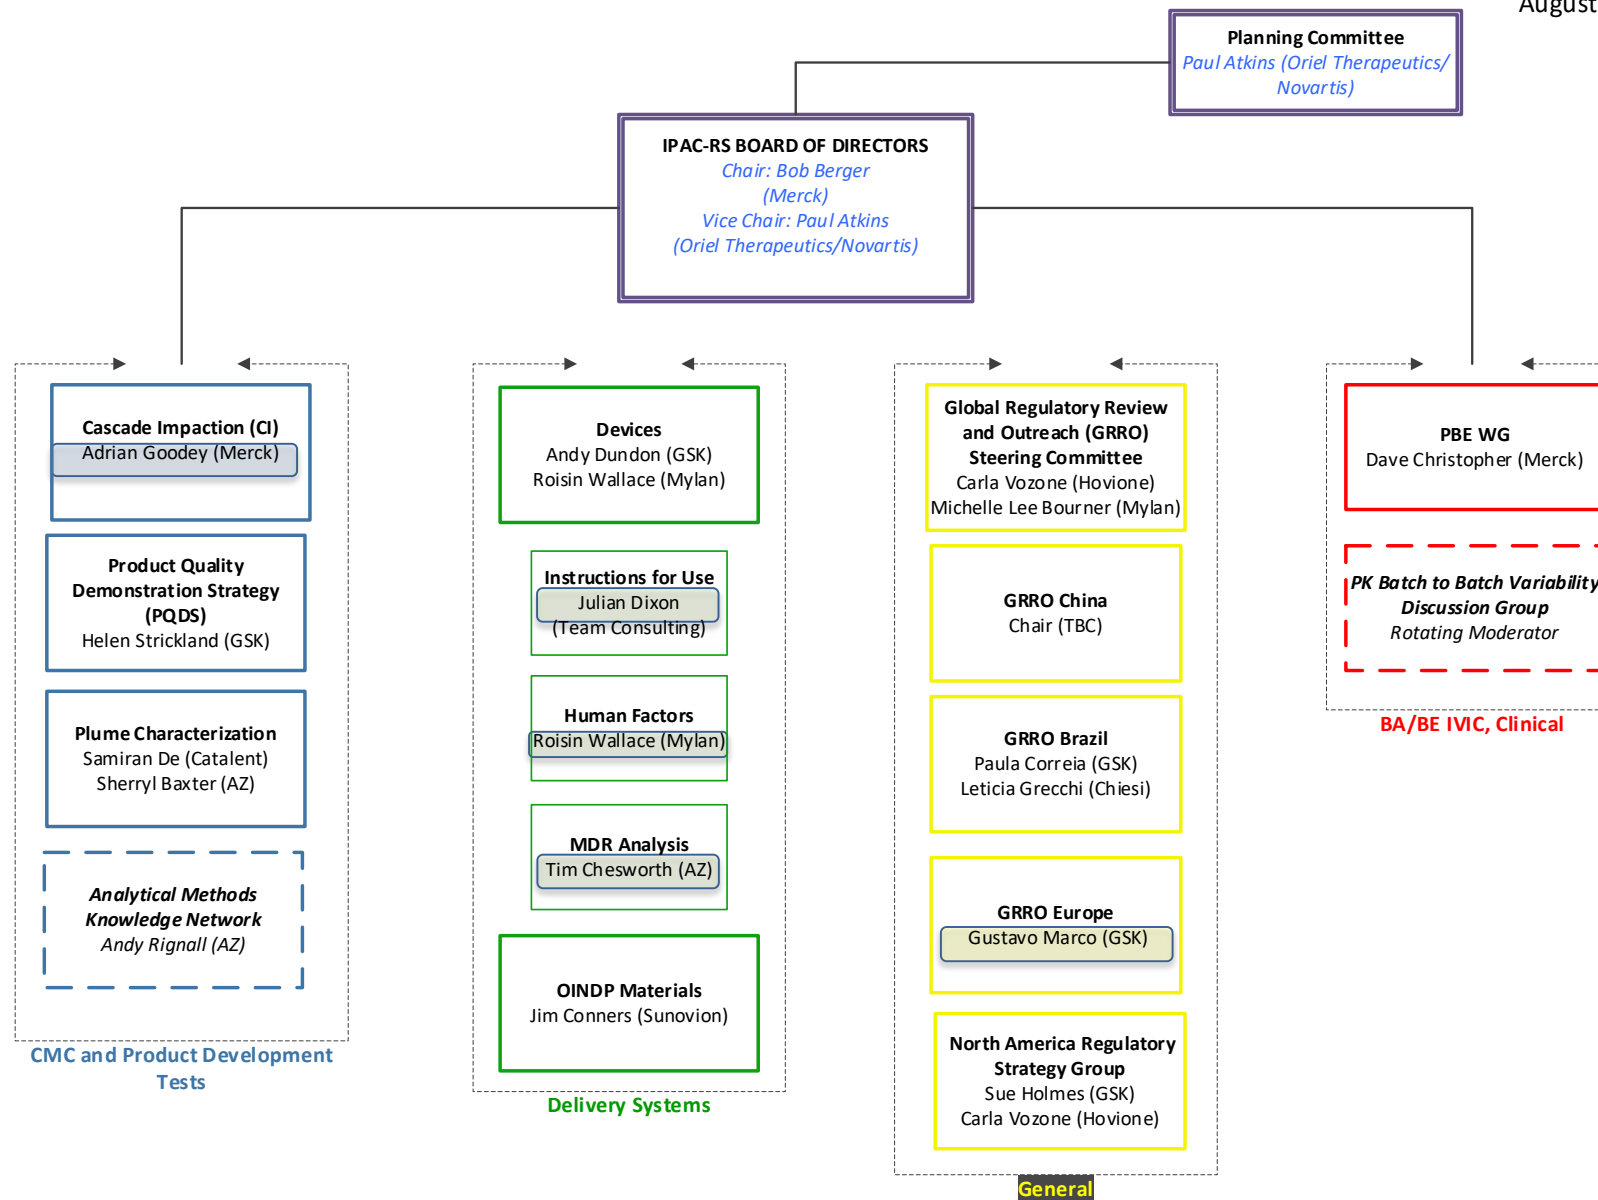 August
Planning Committee
Paul Atkins (Oriel Therapeutics/
Novartis)
IPAC-RS BOARD OF DIRECTORS
Chair: Bob Berger
(Merck)
Vice Chair: Paul Atkins
(Oriel Therapeutics/Novartis)
Cascade Impaction (CI)
Adrian Goodey (Merck)
Product Quality
Demonstration Strategy
(PQDS)
Helen Strickland (GSK)
Plume Characterization
Samiran De (Catalent)
Sherryl Baxter (AZ)
Analytical Methods
Knowledge Network
Andy Rignall (AZ)
CMC and Product Development
Tests
Devices
Andy Dundon (GSK)
Roisin Wallace (Mylan)
Instructions for Use
Julian Dixon
(Team Consulting)
Human Factors
Roisin Wallace (Mylan)
MDR Analysis
Tim Chesworth (AZ)
OINDP Materials
Jim Conners (Sunovion)
Delivery Systems
Global Regulatory Review
and Outreach (GRRO)
Steering Committee
Carla Vozone (Hovione)
Michelle Lee Bourner (Mylan)
GRRO China
Chair (TBC)
GRRO Brazil
Paula Correia (GSK)
Leticia Grecchi (Chiesi)
GRRO Europe
Gustavo Marco (GSK)
North America Regulatory
Strategy Group
Sue Holmes (GSK)
Carla Vozone (Hovione)
General
PBE WG
Dave Christopher (Merck)
PK Batch to Batch Variability
Discussion Group
Rotating Moderator
BA/BE IVIC, Clinical